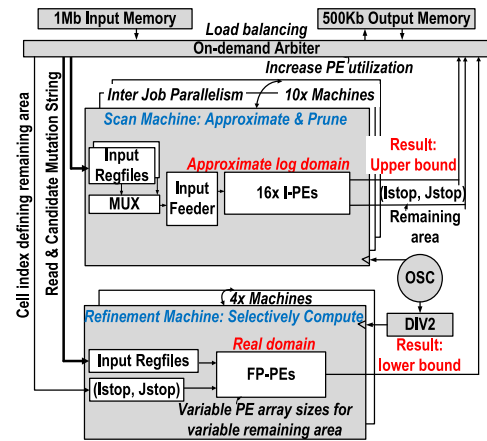 1Mb Input Memory
500Kb Output Memory
Load balancing
On-demand Arbiter
Increase PE utilization
Inter Job Parallelism
10x Machines
Scan Machine: Approximate & Prune
Result:
Upper bound
Input
Regfiles
Approximate log domain
MUX
Input
Feeder
16x I-PEs
(Istop, Jstop)
Remaining
area
Cell index defining remaining area
Read & Candidate Mutation String
OSC
DIV2
4x Machines
Refinement Machine: Selectively Compute
Result:
lower bound
Real domain
Input Regfiles
(Istop, Jstop)
FP-PEs
Variable PE array sizes for
variable remaining area